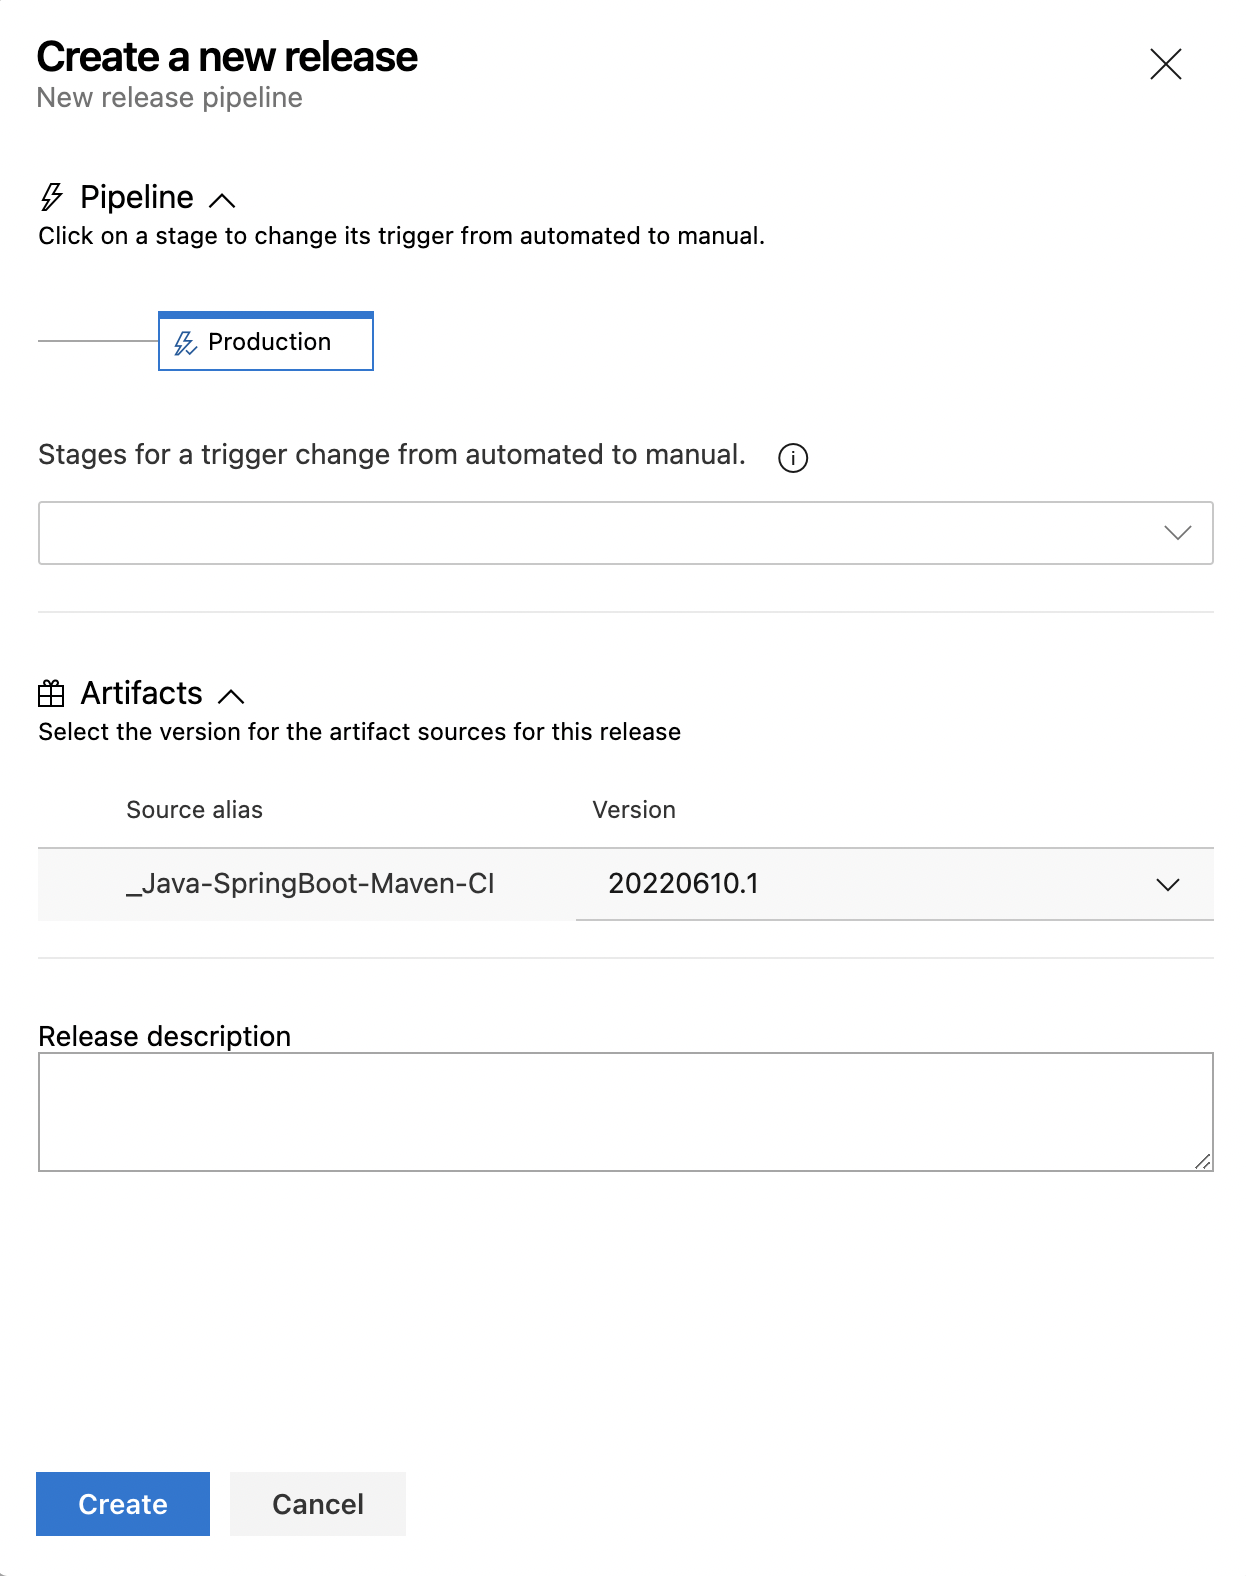 Create a new release
New release pipeline
Pipeline
Click on a stage to change its trigger from automated to manual.
Production
Stages for a trigger change from automated to manual.
Artifacts
Select the version for the artifact sources for this release
Source alias Version
_Java-SpringBoot-Maven-CI 20220610.1
Release description
Create Cancel